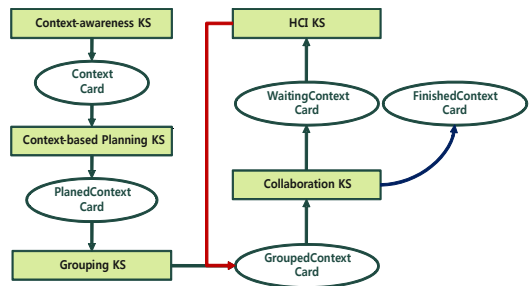 Context-awareness KS
Context
Card
Context-based Planning KS
PlanedContext
Card
Grouping KS
HCI KS
WaitingContext
Card
FinishedContext
Card
Collaboration KS
GroupedContext
Card